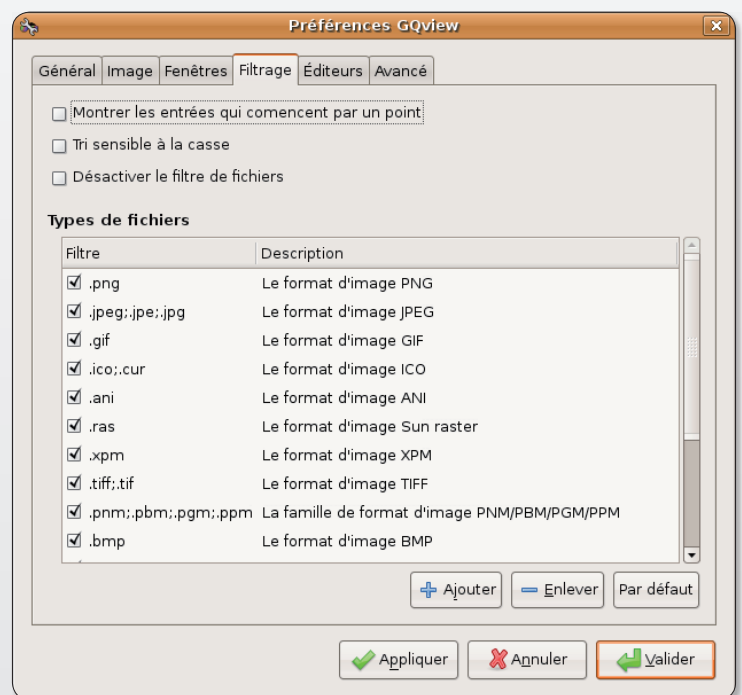 Préférences GQview
Général Image Fenêtres Filtrage Éditeurs Avancé
Montrer les entrées qui comencent par un point
Tri sensible à la casse
Désactiver le filtre de fichiers
Types de fichiers
Filtre Description
.png Le format d'image PNG
.jpeg;.jpe;.jpg Le format d'image JPEG
.gif Le format d'image GIF
.ico;.cur Le format d'image ICO
.ani Le format d'image ANI
.ras Le format d'image Sun raster
.xpm Le format d'image XPM
.tiff;.tif Le format d'image TIFF
.pnm;.pbm;.pgm;.ppm La famille de format d'image PNM/PBM/PGM/PPM
.bmp Le format d'image BMP
Ajouter Enlever Par défaut
Appliquer Annuler Valider